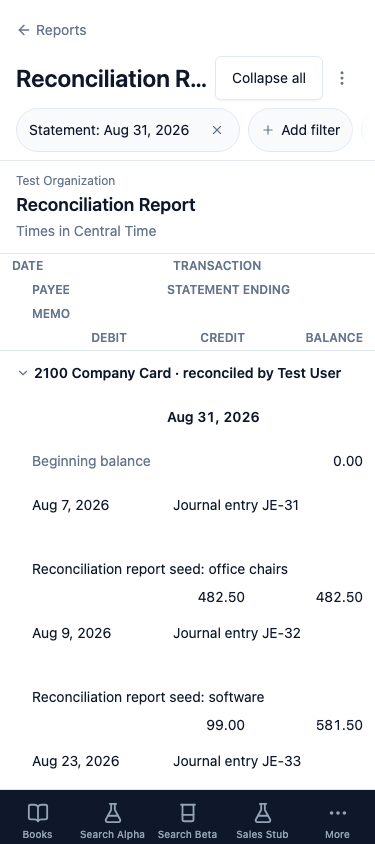 Reports
Reconciliation R...
Collapse all
Statement: Aug 31, 2026
Add filter
Test Organization
Reconciliation Report
Times in Central Time
DATE TRANSACTION
PAYEE STATEMENT ENDING
MEMO
DEBIT CREDIT BALANCE
2100 Company Card · reconciled by Test User
Aug 31, 2026
Beginning balance 0.00
Aug 7, 2026 Journal entry JE-31
Reconciliation report seed: office chairs
482.50 482.50
Aug 9, 2026 Journal entry JE-32
Reconciliation report seed: software
99.00 581.50
Aug 23, 2026 Journal entry JE-33
Books Search Alpha Search Beta Sales Stub More